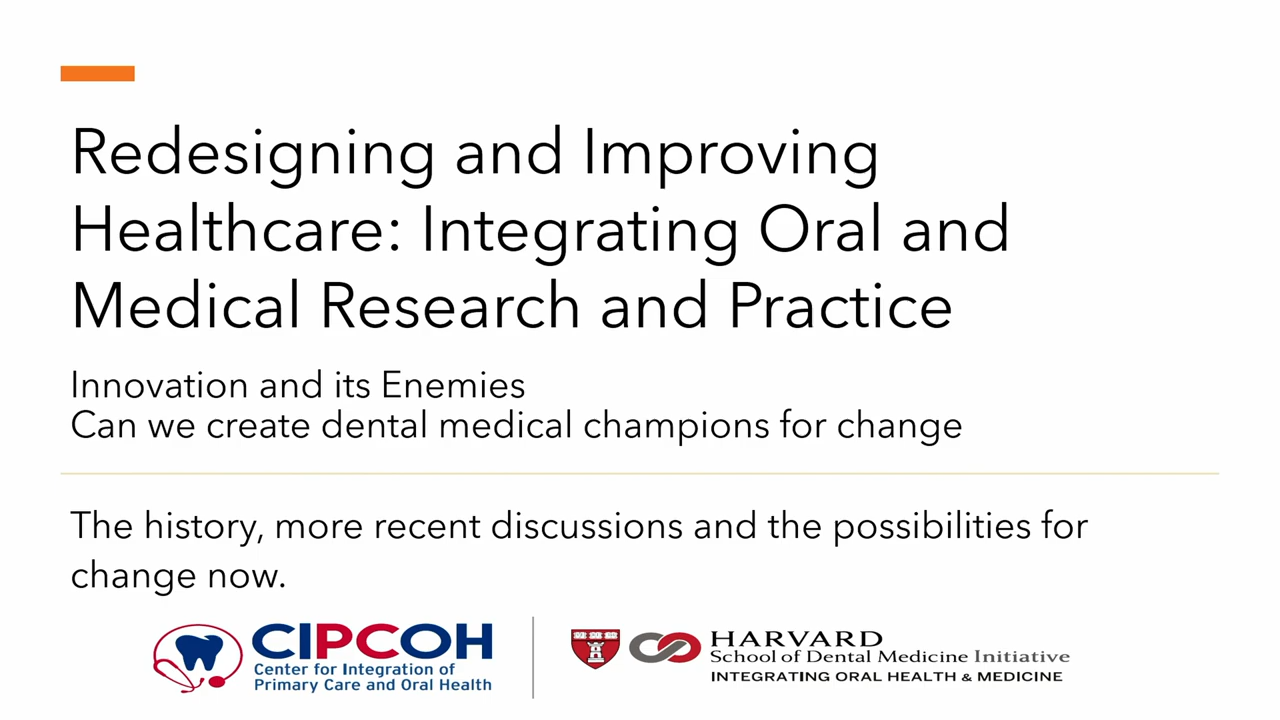 Redesigning and Improving
Healthcare: Integrating Oral and
Medical Research and Practice
Innovation and its Enemies
Can we create dental medical champions for change
The history, more recent discussions and the possibilities for
change now.
CIPCOH
Center for Integration of
Primary Care and Oral Health
HARVARD
School of Dental Medicine Initiative
INTEGRATING ORAL HEALTH & MEDICINE